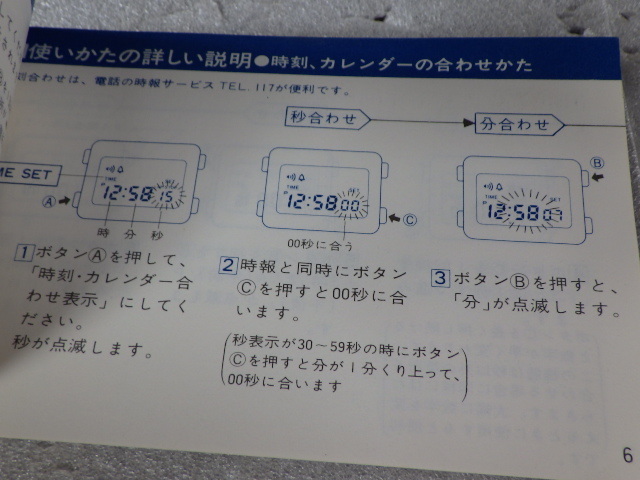 使いかたの詳しい説明●時刻、カレンダーの合わせかた
合わせは、電話の時報サービス TEL. 117が便利です。
秒合わせ
分合わせ
ME SET
TIME
12:58 15
Ⓐ
時 分 秒
TIME
12:58 00
Ⓒ
00秒に合う
TIME
12:58
Ⓑ
1 ボタンⒶを押して、
「時刻・カレンダー合
わせ表示」にしてく
ださい。
秒が点滅します。
2 時報と同時にボタン
Ⓒを押すと00秒に合
います。
(秒表示が30～59秒の時にボタン
Ⓒを押すと分が1分くり上って、
00秒に合います)
3 ボタンⒷを押すと、
「分」が点滅します。
6